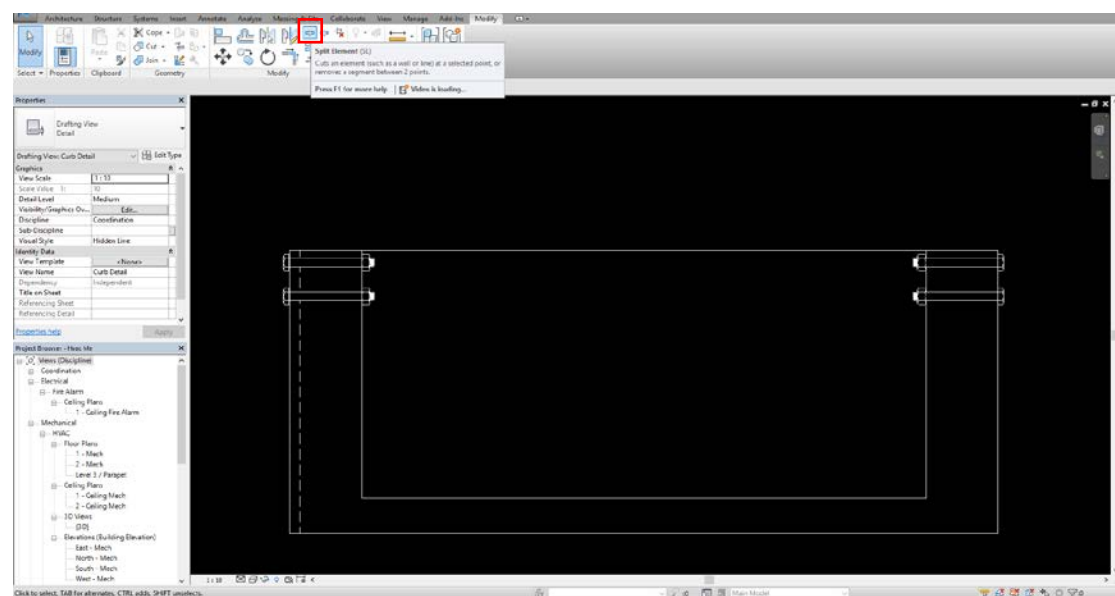 Architecture Structure Systems Insert Annotate Analyze Massing & Site Collaborate View Manage Add-Ins Modify
Cope
Cut
Join
Modify
Paste
Select Properties Clipboard Geometry Modify
Split Element (SL)
Cuts an element (such as a wall or line) at a selected point, or
removes a segment between 2 points.
Press F1 for more help Video is loading...
Properties
Drafting View
Detail
Drafting View: Curb Detail Edit Type
Graphics
View Scale 1 : 10
Scale Value 1: 10
Detail Level Medium
Visibility/Graphics Ov... Edit...
Discipline Coordination
Sub-Discipline
Visual Style Hidden Line
Identity Data
View Template <None>
View Name Curb Detail
Dependency Independent
Title on Sheet
Referencing Sheet
Referencing Detail
Properties help Apply
Project Browser - Hvac Me
Views (Discipline)
Coordination
Electrical
Fire Alarm
Ceiling Plans
1 - Ceiling Fire Alarm
Mechanical
HVAC
Floor Plans
1 - Mech
2 - Mech
Level 3 / Parapet
Ceiling Plans
1 - Ceiling Mech
2 - Ceiling Mech
3D Views
{3D}
Elevations (Building Elevation)
East - Mech
North - Mech
South - Mech
West - Mech
1 : 10
Click to select, TAB for alternates, CTRL adds, SHIFT unselects.
Main Model